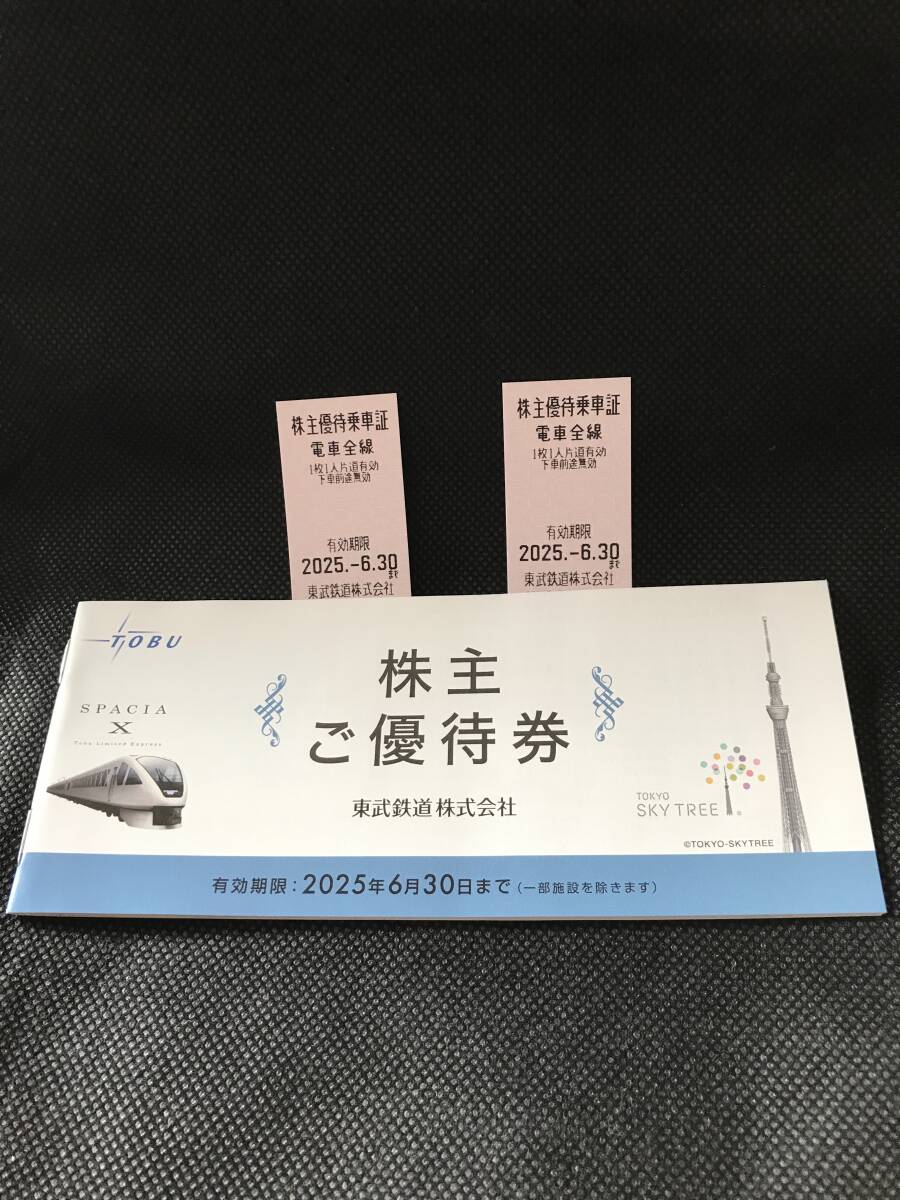 株主優待乗車証
電車全線
1枚1人片道有効
下車前途無効
有効期限
2025.-6.30
まで
東武鉄道株式会社
株主優待乗車証
電車全線
1枚1人片道有効
下車前途無効
有効期限
2025.-6.30
まで
東武鉄道株式会社
TOBU
SPACIA
X
Tobu Limited Express
株主
ご優待券
東武鉄道株式会社
TOKYO
SKYTREE®
©TOKYO-SKYTREE
有効期限:2025年6月30日まで(一部施設を除きます)